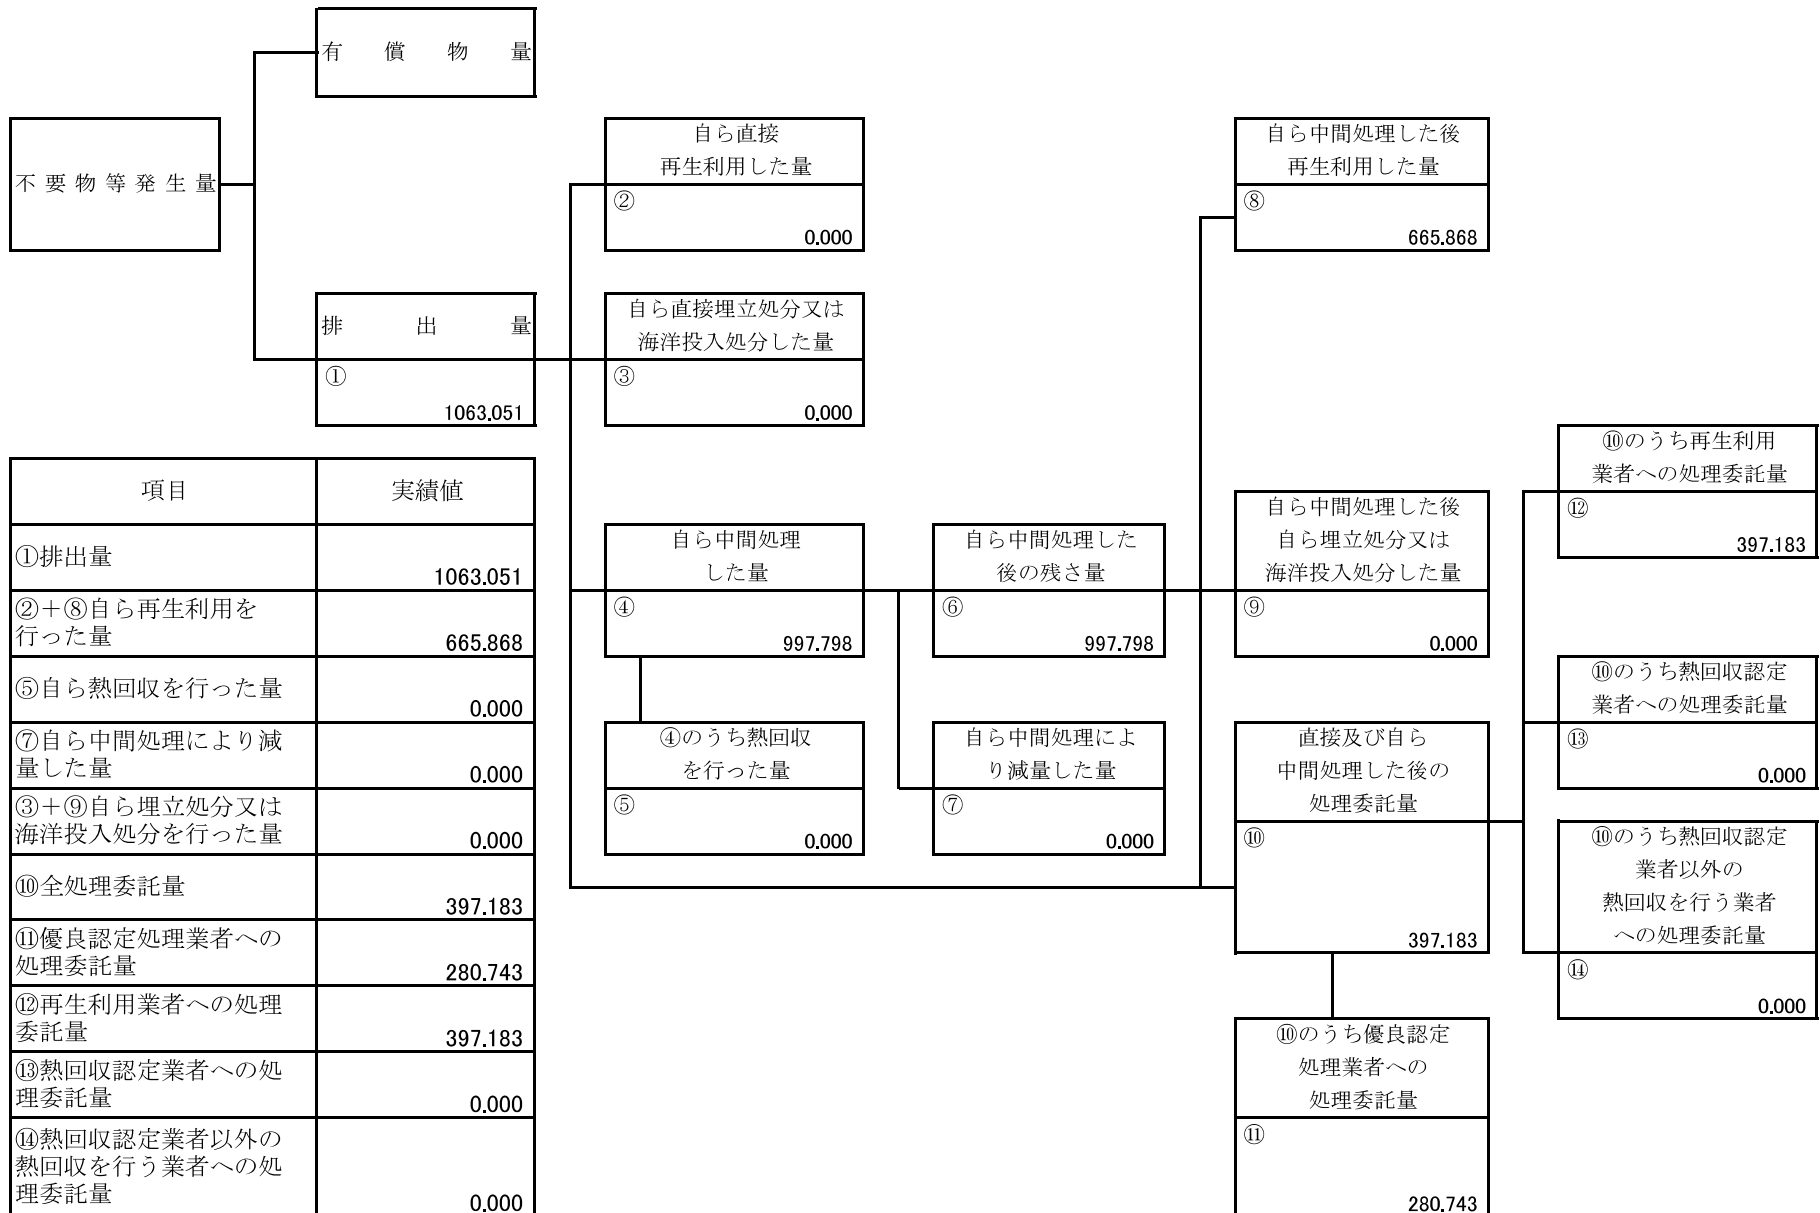 有償物量
不要物等発生量
排出量
①
1063.051
自ら直接
再生利用した量
②
0.000
自ら直接埋立処分又は
海洋投入処分した量
③
0.000
自ら中間処理した後
再生利用した量
⑧
665.868
自ら中間処理
した量
④
997.798
自ら中間処理した
後の残さ量
⑥
997.798
自ら中間処理した後
自ら埋立処分又は
海洋投入処分した量
⑨
0.000
④のうち熱回収
を行った量
⑤
0.000
自ら中間処理によ
り減量した量
⑦
0.000
直接及び自ら
中間処理した後の
処理委託量
⑩
397.183
⑩のうち優良認定
処理業者への
処理委託量
⑪
280.743
⑩のうち再生利用
業者への処理委託量
⑫
397.183
⑩のうち熱回収認定
業者への処理委託量
⑬
0.000
⑩のうち熱回収認定
業者以外の
熱回収を行う業者
への処理委託量
⑭
0.000
項目 実績値
①排出量
1063.051
②＋⑧自ら再生利用を
行った量
665.868
⑤自ら熱回収を行った量
0.000
⑦自ら中間処理により減
量した量
0.000
③＋⑨自ら埋立処分又は
海洋投入処分を行った量
0.000
⑩全処理委託量
397.183
⑪優良認定処理業者への
処理委託量
280.743
⑫再生利用業者への処理
委託量
397.183
⑬熱回収認定業者への処
理委託量
0.000
⑭熱回収認定業者以外の
熱回収を行う業者への処
理委託量
0.000